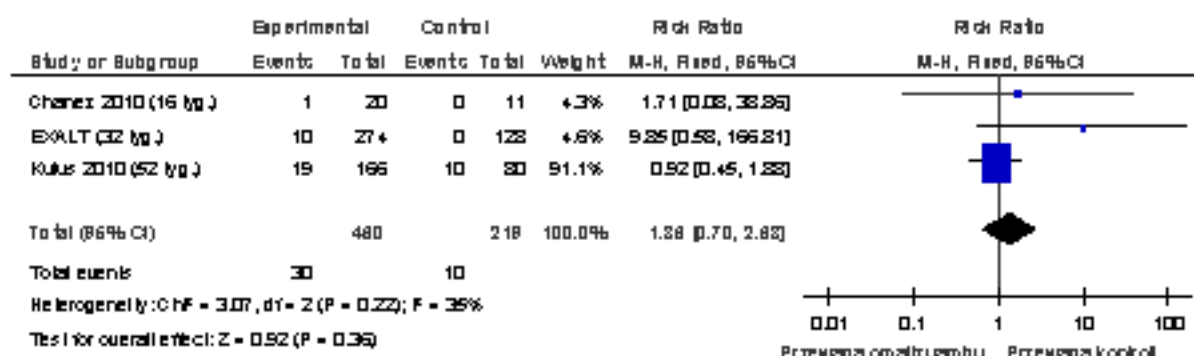 Experimental Control Risk Ratio Risk Ratio
Study or Subgroup Events Total Events Total Weight M-H, Fixed, 95% CI M-H, Fixed, 95% CI
Chanez 2010 (16 tyg.) 1 20 0 11 4.3% 1.71 [0.08, 38.86]
EXALT (32 tyg.) 10 274 0 128 4.6% 9.85 [0.58, 166.81]
Kulus 2010 (52 tyg.) 19 166 10 80 91.1% 0.92 [0.45, 1.88]
Total (95% CI) 460 219 100.0% 1.36 [0.70, 2.63]
Total events 30 10
Heterogeneity: Chi² = 3.07, df = 2 (P = 0.22); I² = 35%
Test for overall effect: Z = 0.92 (P = 0.36)
0.01 0.1 1 10 100
Przewaga omalizumabu Przewaga kontroli